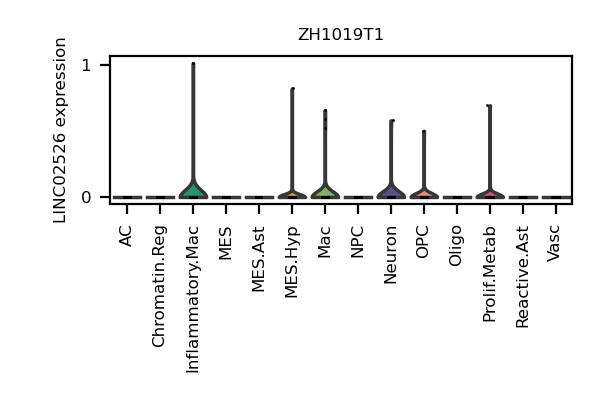 ZH1019T1
LINC02526 expression
1
0
AC
Chromatin.Reg
Inflammatory.Mac
MES
MES.Ast
MES.Hyp
Mac
NPC
Neuron
OPC
Oligo
Prolif.Metab
Reactive.Ast
Vasc